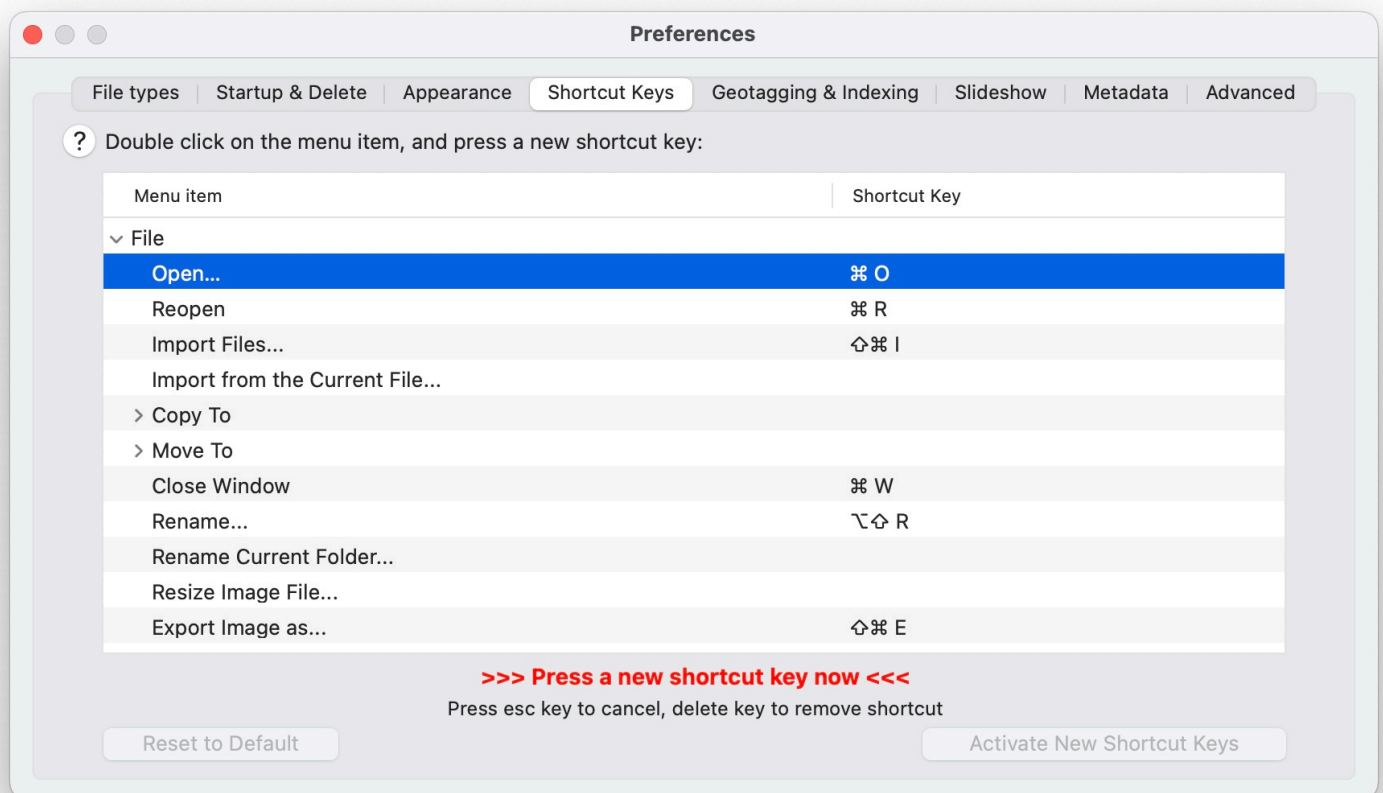 Preferences
File types Startup & Delete Appearance Shortcut Keys Geotagging & Indexing Slideshow Metadata Advanced
? Double click on the menu item, and press a new shortcut key:
Menu item Shortcut Key
File
Open... ⌘ O
Reopen ⌘ R
Import Files... ⇧⌘ I
Import from the Current File...
Copy To
Move To
Close Window ⌘ W
Rename... ⌥⇧ R
Rename Current Folder...
Resize Image File...
Export Image as... ⇧⌘ E
>>> Press a new shortcut key now <<<
Press esc key to cancel, delete key to remove shortcut
Reset to Default Activate New Shortcut Keys